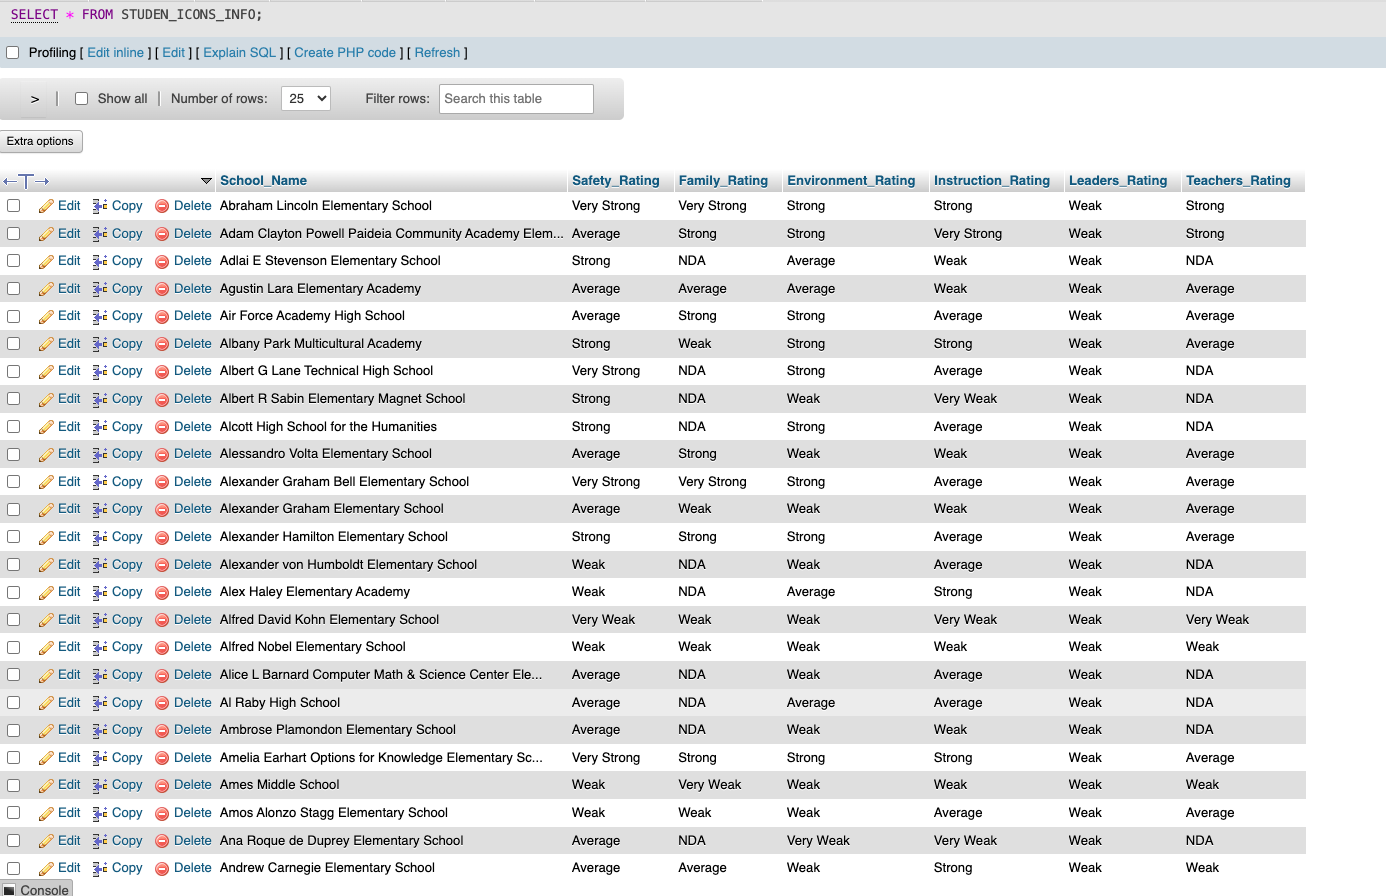 SELECT * FROM STUDEN_ICONS_INFO;
Profiling [ Edit inline ] [ Edit ] [ Explain SQL ] [ Create PHP code ] [ Refresh ]
> | Show all | Number of rows: 25 Filter rows: Search this table
Extra options
←T→ School_Name Safety_Rating Family_Rating Environment_Rating Instruction_Rating Leaders_Rating Teachers_Rating
Edit Copy Delete Abraham Lincoln Elementary School Very Strong Very Strong Strong Strong Weak Strong
Edit Copy Delete Adam Clayton Powell Paideia Community Academy Elem... Average Strong Strong Very Strong Weak Strong
Edit Copy Delete Adlai E Stevenson Elementary School Strong NDA Average Weak Weak NDA
Edit Copy Delete Agustin Lara Elementary Academy Average Average Average Weak Weak Average
Edit Copy Delete Air Force Academy High School Average Strong Strong Average Weak Average
Edit Copy Delete Albany Park Multicultural Academy Strong Weak Strong Strong Weak Average
Edit Copy Delete Albert G Lane Technical High School Very Strong NDA Strong Average Weak NDA
Edit Copy Delete Albert R Sabin Elementary Magnet School Strong NDA Weak Very Weak Weak NDA
Edit Copy Delete Alcott High School for the Humanities Strong NDA Strong Average Weak NDA
Edit Copy Delete Alessandro Volta Elementary School Average Strong Weak Weak Weak Average
Edit Copy Delete Alexander Graham Bell Elementary School Very Strong Very Strong Strong Average Weak Average
Edit Copy Delete Alexander Graham Elementary School Average Weak Weak Weak Weak Average
Edit Copy Delete Alexander Hamilton Elementary School Strong Strong Strong Average Weak Average
Edit Copy Delete Alexander von Humboldt Elementary School Weak NDA Weak Average Weak NDA
Edit Copy Delete Alex Haley Elementary Academy Weak NDA Average Strong Weak NDA
Edit Copy Delete Alfred David Kohn Elementary School Very Weak Weak Weak Very Weak Weak Very Weak
Edit Copy Delete Alfred Nobel Elementary School Weak Weak Weak Weak Weak Weak
Edit Copy Delete Alice L Barnard Computer Math & Science Center Ele... Average NDA Weak Average Weak NDA
Edit Copy Delete Al Raby High School Average NDA Average Average Weak NDA
Edit Copy Delete Ambrose Plamondon Elementary School Average NDA Weak Weak Weak NDA
Edit Copy Delete Amelia Earhart Options for Knowledge Elementary Sc... Very Strong Strong Strong Strong Weak Average
Edit Copy Delete Ames Middle School Weak Very Weak Weak Weak Weak Weak
Edit Copy Delete Amos Alonzo Stagg Elementary School Weak Weak Weak Average Weak Average
Edit Copy Delete Ana Roque de Duprey Elementary School Average NDA Very Weak Very Weak Weak NDA
Edit Copy Delete Andrew Carnegie Elementary School Average Average Weak Strong Weak Weak
Console